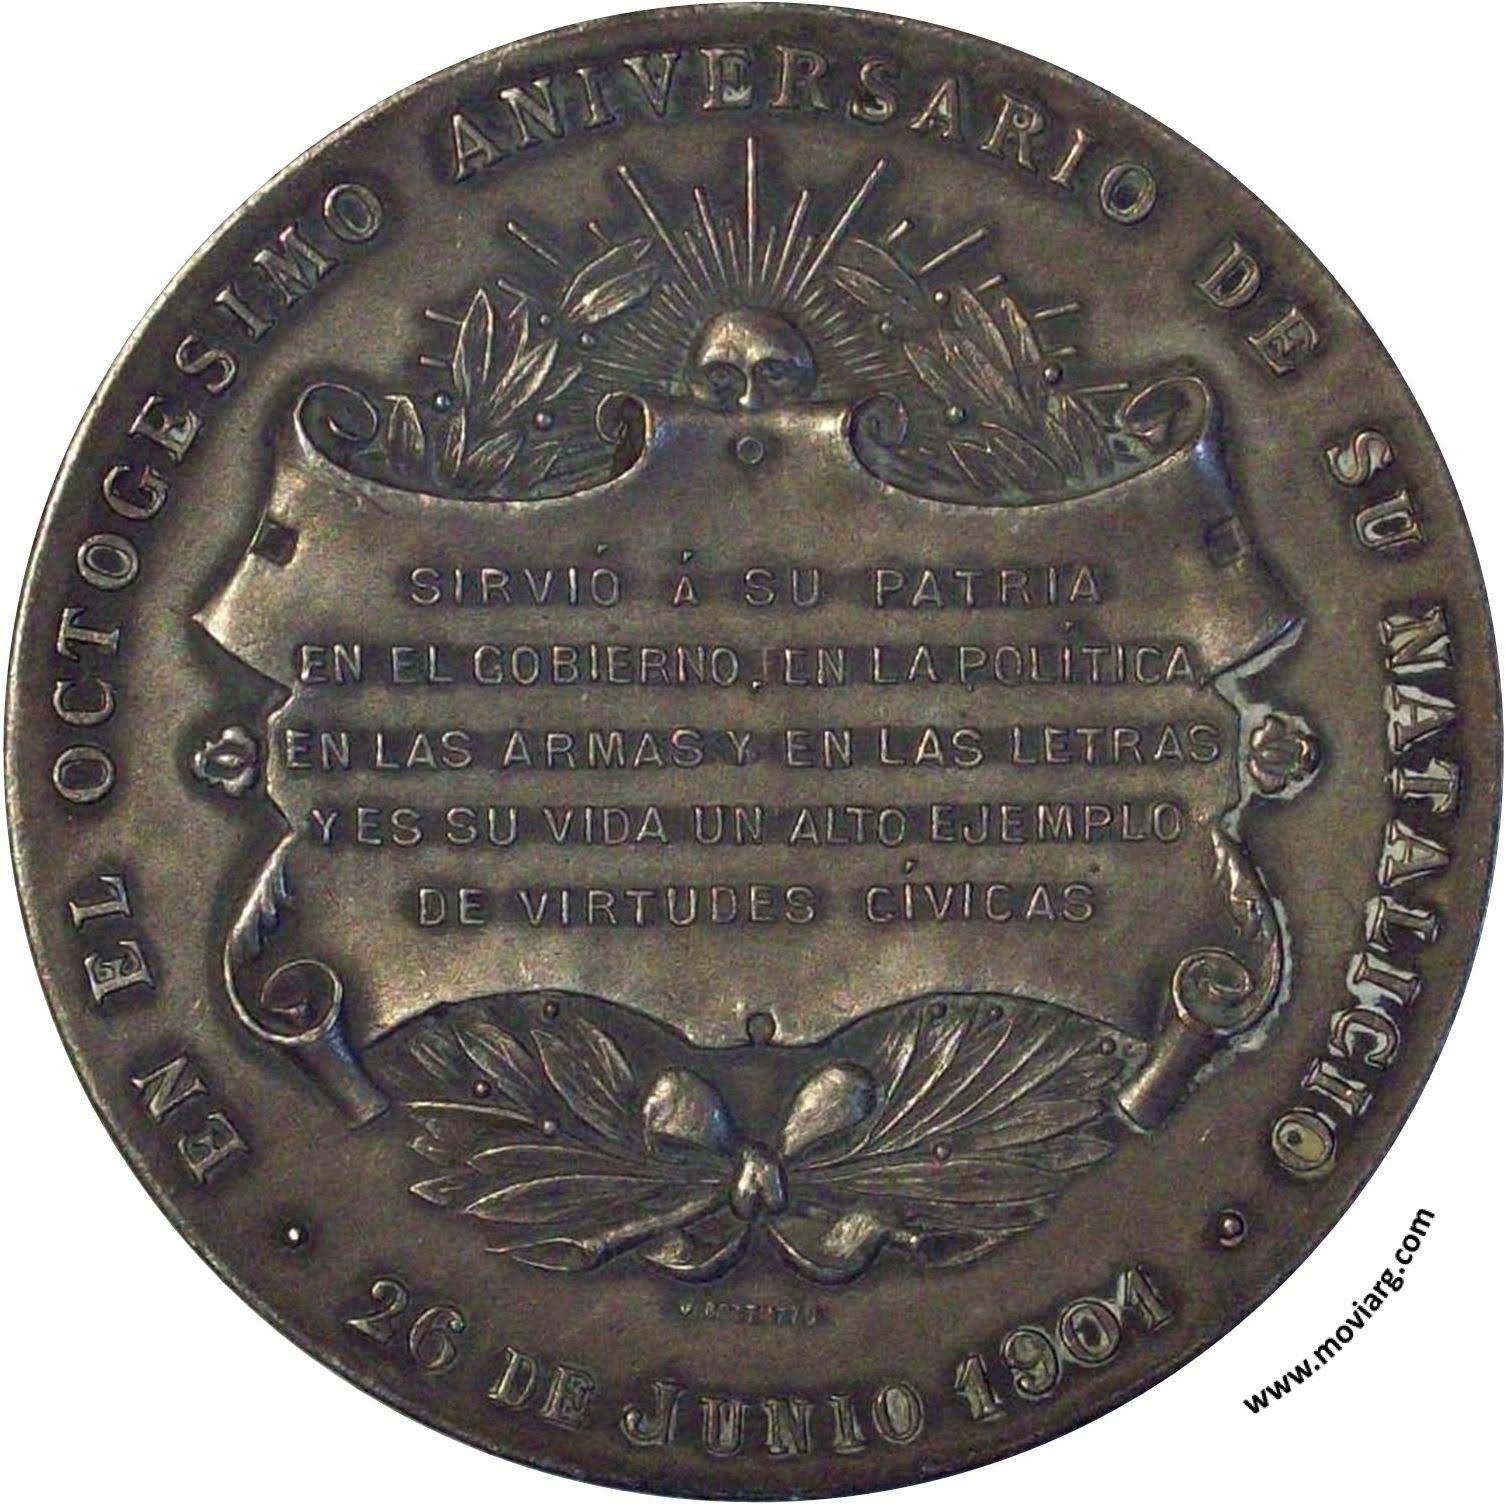 EN EL OCTOGESIMO ANIVERSARIO DE SU NATALICIO
SIRVIÓ Á SU PATRIA
EN EL GOBIERNO, EN LA POLÍTICA,
EN LAS ARMAS Y EN LAS LETRAS
Y ES SU VIDA UN ALTO EJEMPLO
DE VIRTUDES CÍVICAS
· 26 DE JUNIO 1901 ·
www.moviarg.com